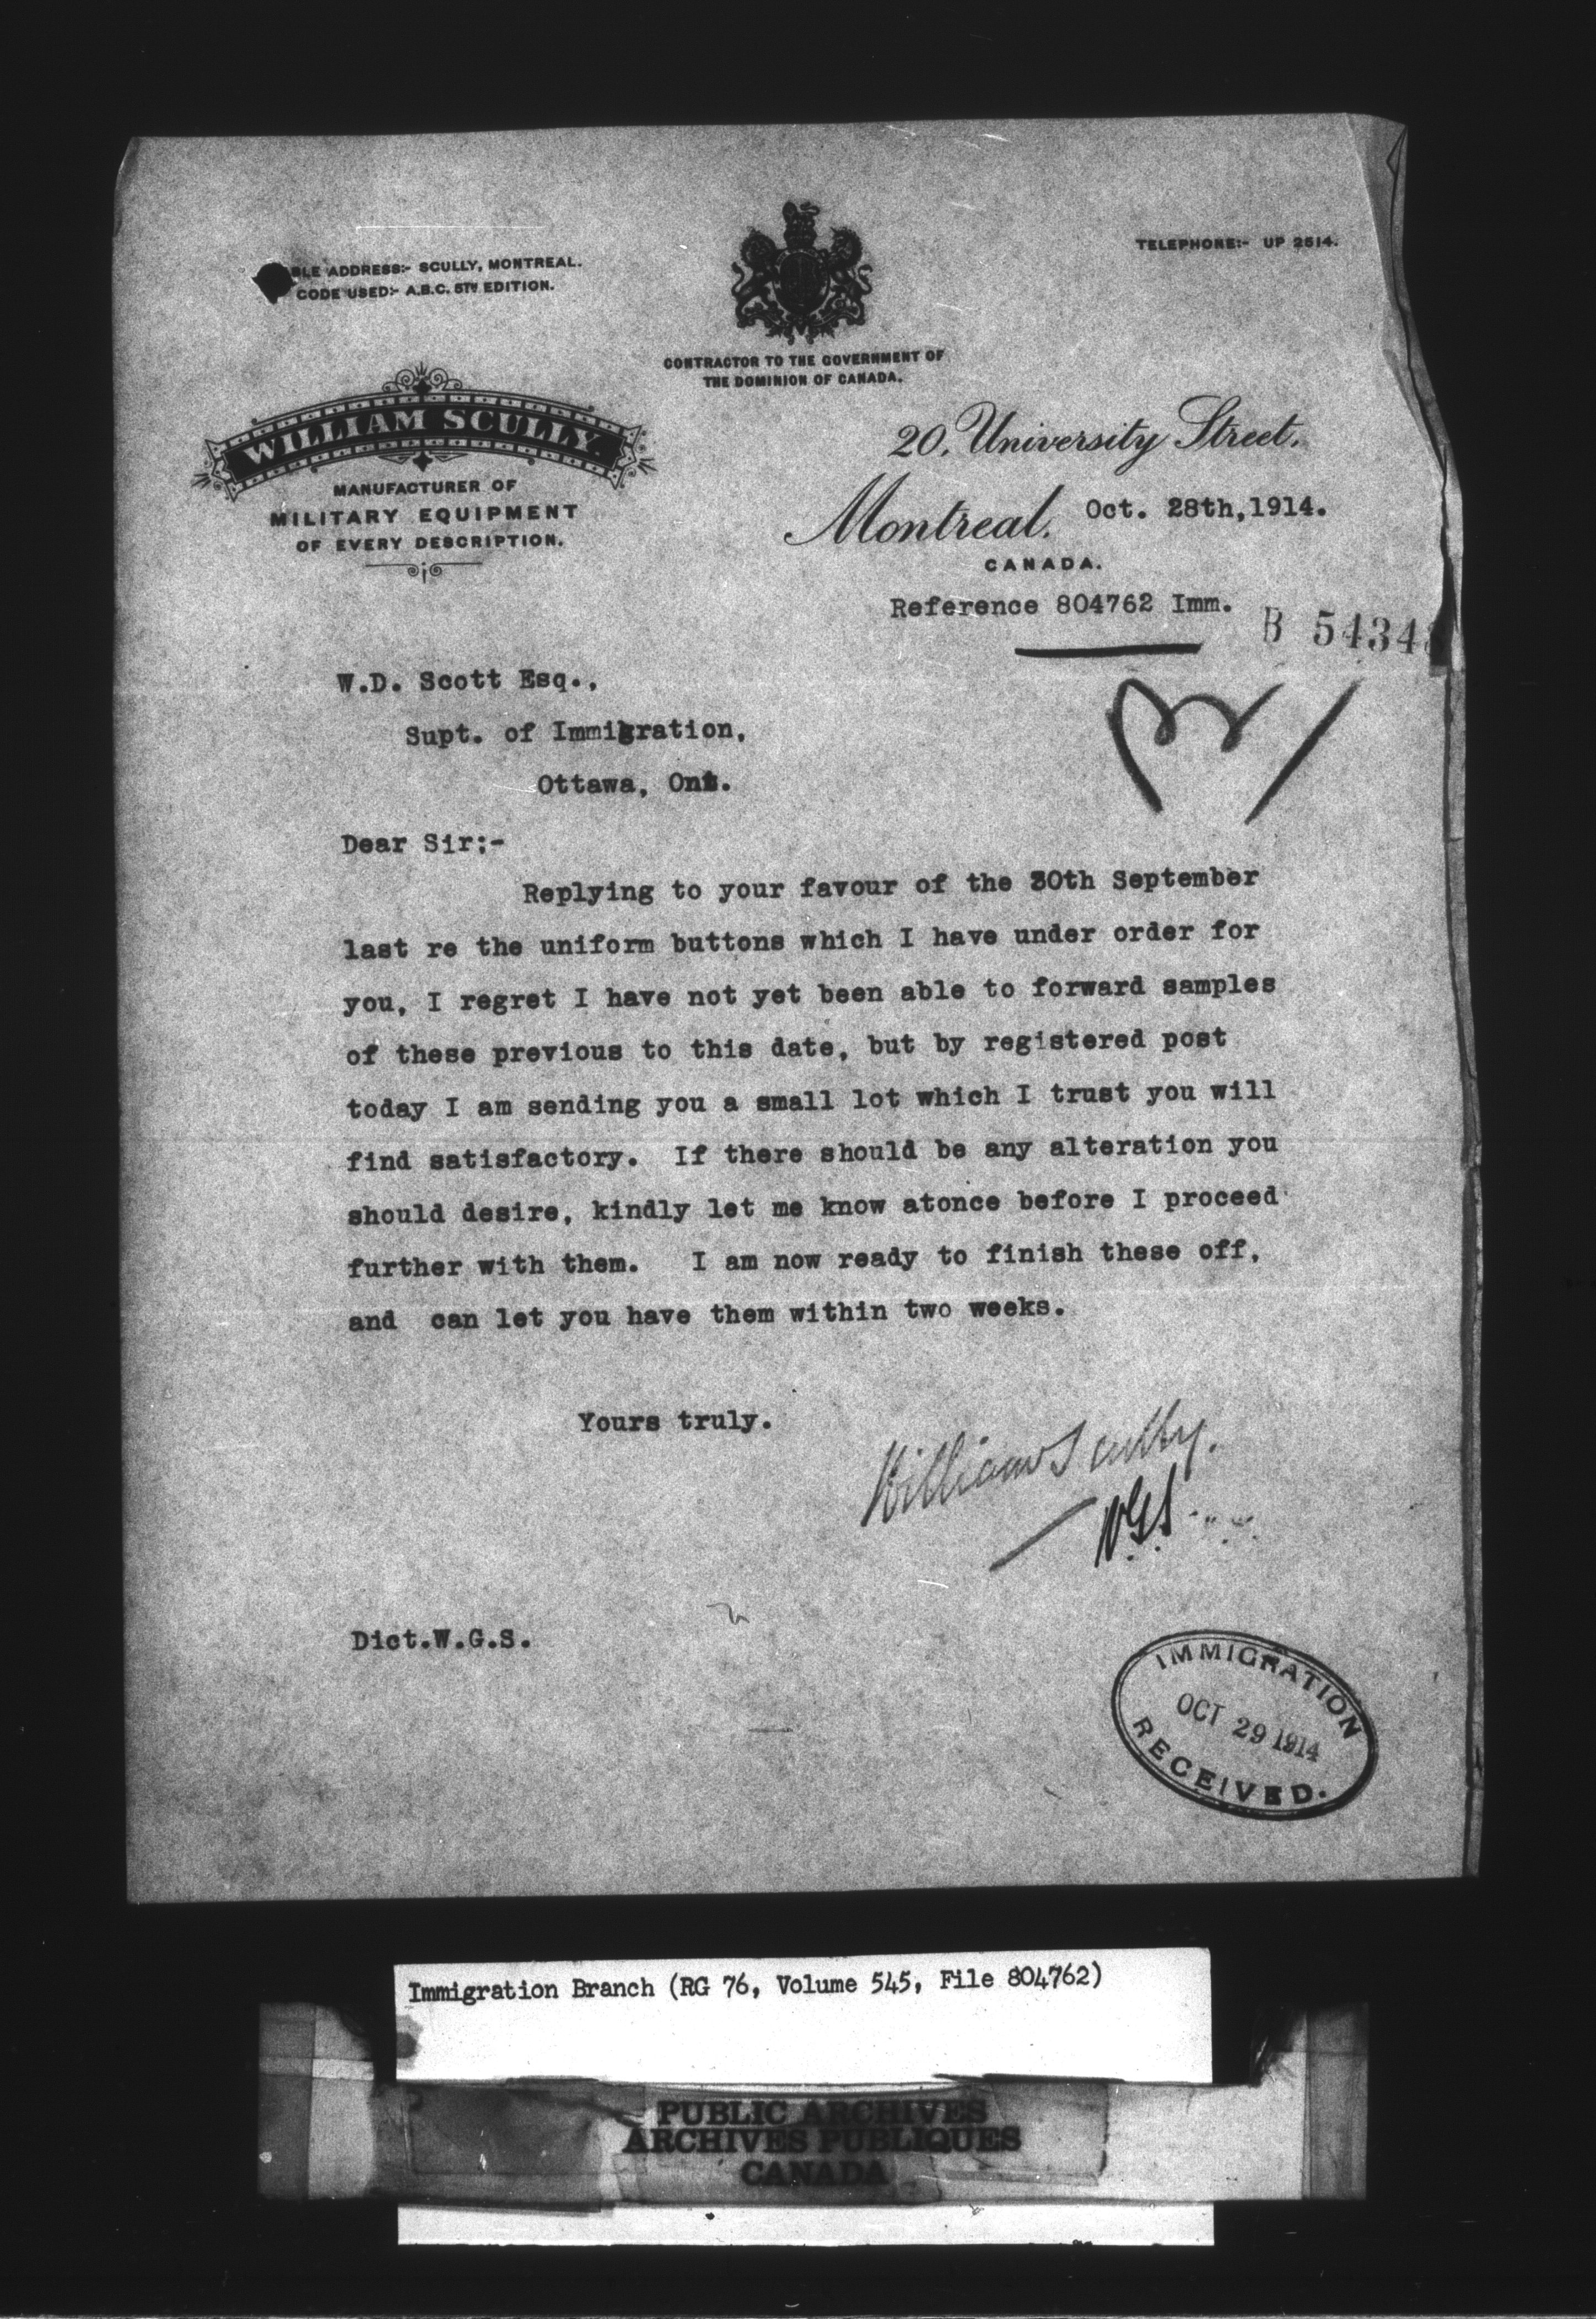 BLE ADDRESS:- SCULLY, MONTREAL.
CODE USED:- A.B.C. 5TH EDITION.
TELEPHONE:- UP 2514.
CONTRACTOR TO THE GOVERNMENT OF
THE DOMINION OF CANADA.
WILLIAM SCULLY.
MANUFACTURER OF
MILITARY EQUIPMENT
OF EVERY DESCRIPTION.
20, University Street,
Montreal, Oct. 28th,1914.
CANADA.
Reference 804762 Imm.
B 5434
W.D. Scott Esq.,
Supt. of Immigration,
Ottawa, Ont.
Dear Sir:-
Replying to your favour of the 30th September
last re the uniform buttons which I have under order for
you, I regret I have not yet been able to forward samples
of these previous to this date, but by registered post
today I am sending you a small lot which I trust you will
find satisfactory. If there should be any alteration you
should desire, kindly let me know atonce before I proceed
further with them. I am now ready to finish these off,
and can let you have them within two weeks.
Yours truly.
William Scully.
WGS
Dict.W.G.S.
IMMIGRATION
OCT 29 1914
RECEIVED.
Immigration Branch (RG 76, Volume 545, File 804762)
PUBLIC ARCHIVES
ARCHIVES PUBLIQUES
CANADA